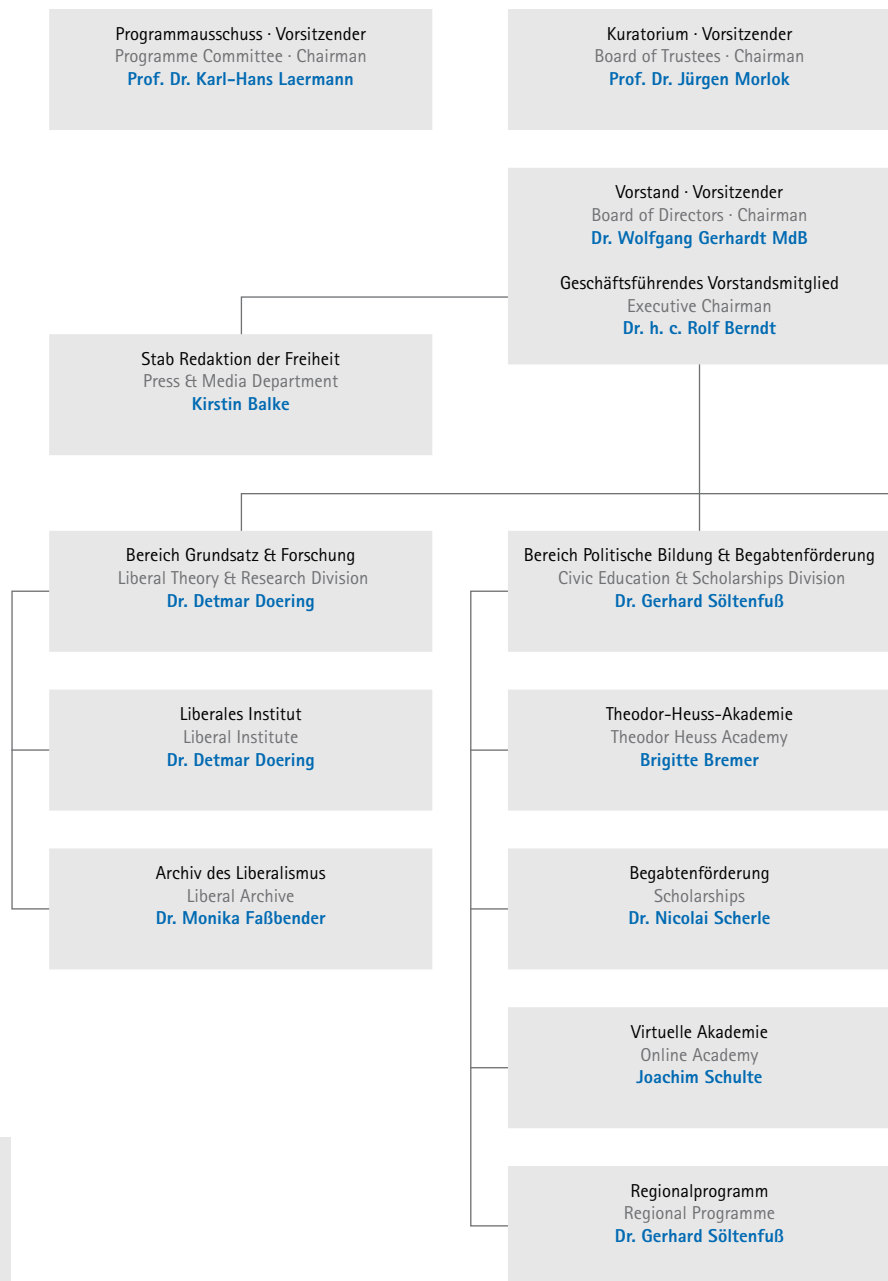 Programmausschuss · Vorsitzender
Programme Committee · Chairman
Prof. Dr. Karl-Hans Laermann
Kuratorium · Vorsitzender
Board of Trustees · Chairman
Prof. Dr. Jürgen Morlok
Vorstand · Vorsitzender
Board of Directors · Chairman
Dr. Wolfgang Gerhardt MdB
Geschäftsführendes Vorstandsmitglied
Executive Chairman
Dr. h. c. Rolf Berndt
Stab Redaktion der Freiheit
Press & Media Department
Kirstin Balke
Bereich Grundsatz & Forschung
Liberal Theory & Research Division
Dr. Detmar Doering
Liberales Institut
Liberal Institute
Dr. Detmar Doering
Archiv des Liberalismus
Liberal Archive
Dr. Monika Faßbender
Bereich Politische Bildung & Begabtenförderung
Civic Education & Scholarships Division
Dr. Gerhard Söltenfuß
Theodor-Heuss-Akademie
Theodor Heuss Academy
Brigitte Bremer
Begabtenförderung
Scholarships
Dr. Nicolai Scherle
Virtuelle Akademie
Online Academy
Joachim Schulte
Regionalprogramm
Regional Programme
Dr. Gerhard Söltenfuß